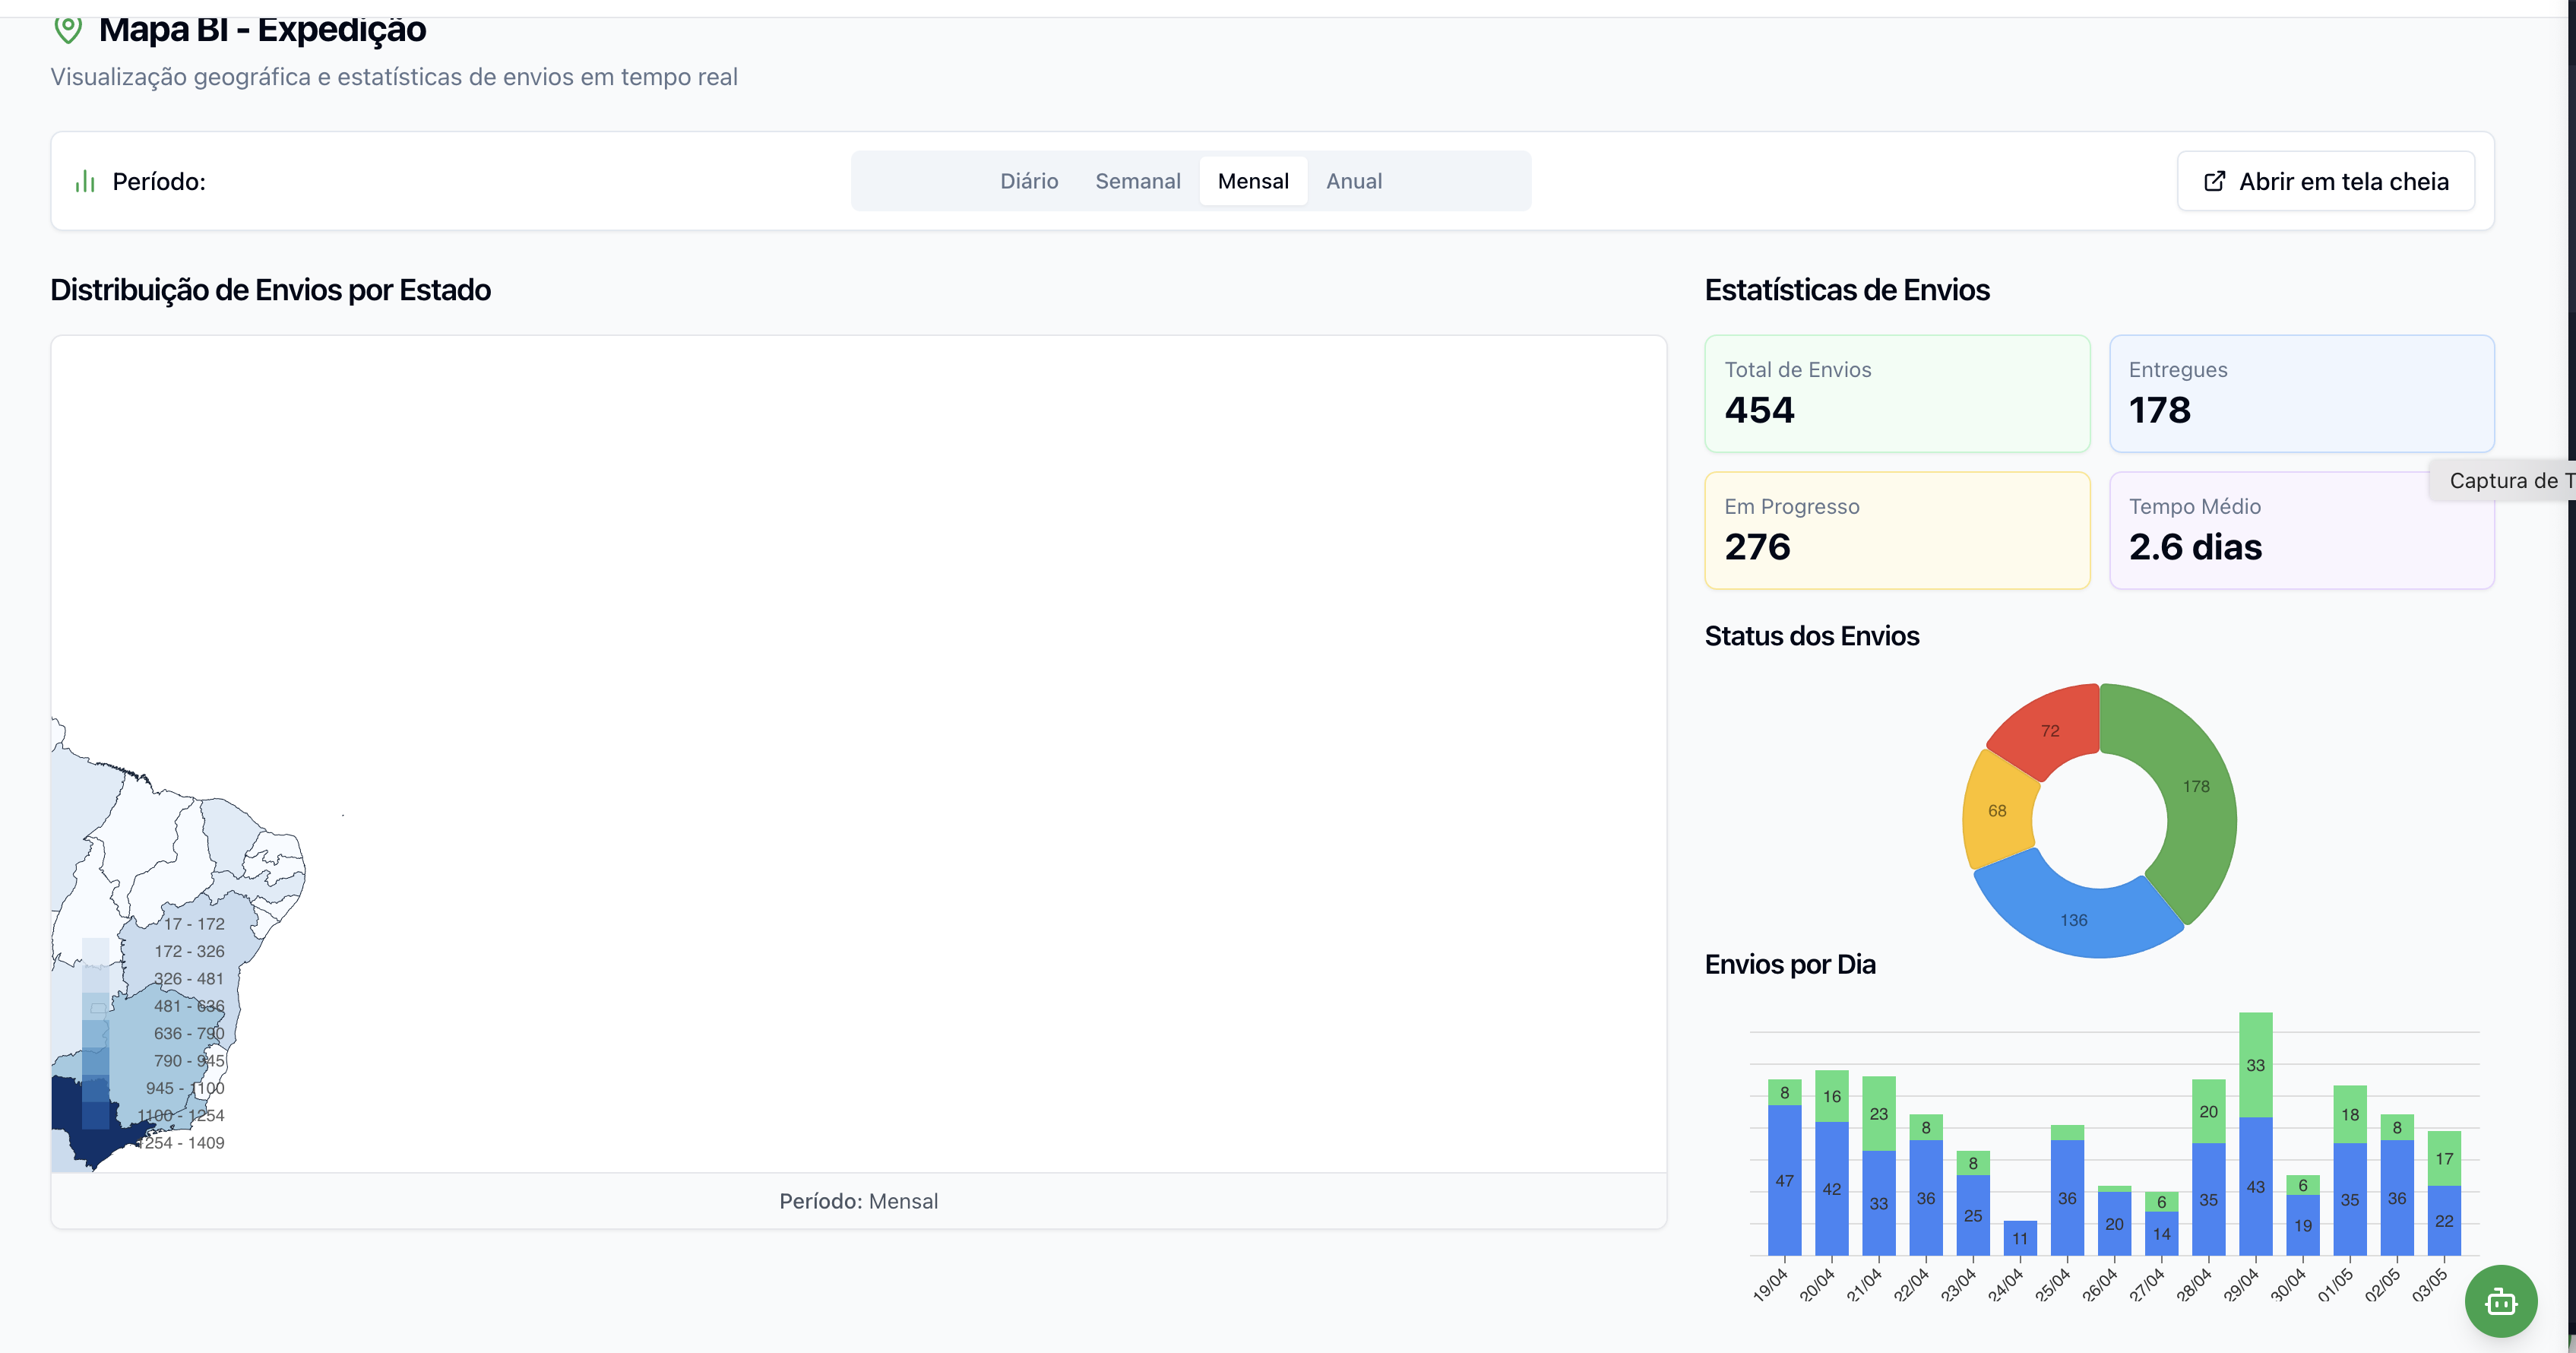 Mapa BI - Expedição
Visualização geográfica e estatísticas de envios em tempo real
Período:
Diário Semanal Mensal Anual
Abrir em tela cheia
Distribuição de Envios por Estado
17 - 172
172 - 326
326 - 481
481 - 636
636 - 790
790 - 945
945 - 1100
1100 - 1254
1254 - 1409
Período: Mensal
Estatísticas de Envios
Total de Envios
454
Entregues
178
Captura de T
Em Progresso
276
Tempo Médio
2.6 dias
Status dos Envios
72
178
68
136
Envios por Dia
8 16 23 8 8 20 33 6 6 18 8 17
47 42 33 36 25 11 36 20 14 35 43 19 35 36 22
19/04 20/04 21/04 22/04 23/04 24/04 25/04 26/04 27/04 28/04 29/04 30/04 01/05 02/05 03/05